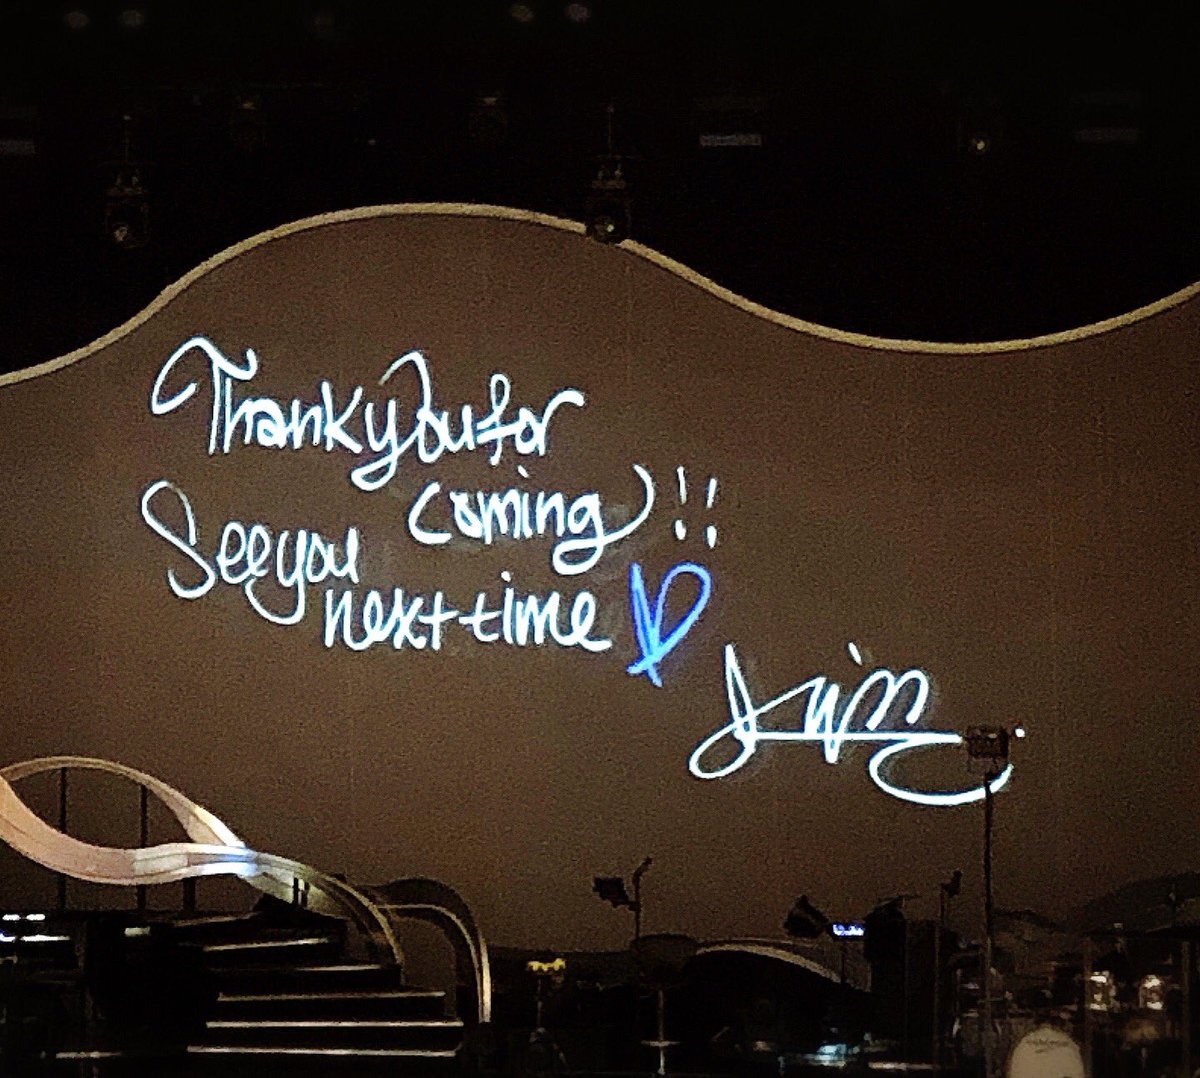 Thank you for
coming!!
See you
next time